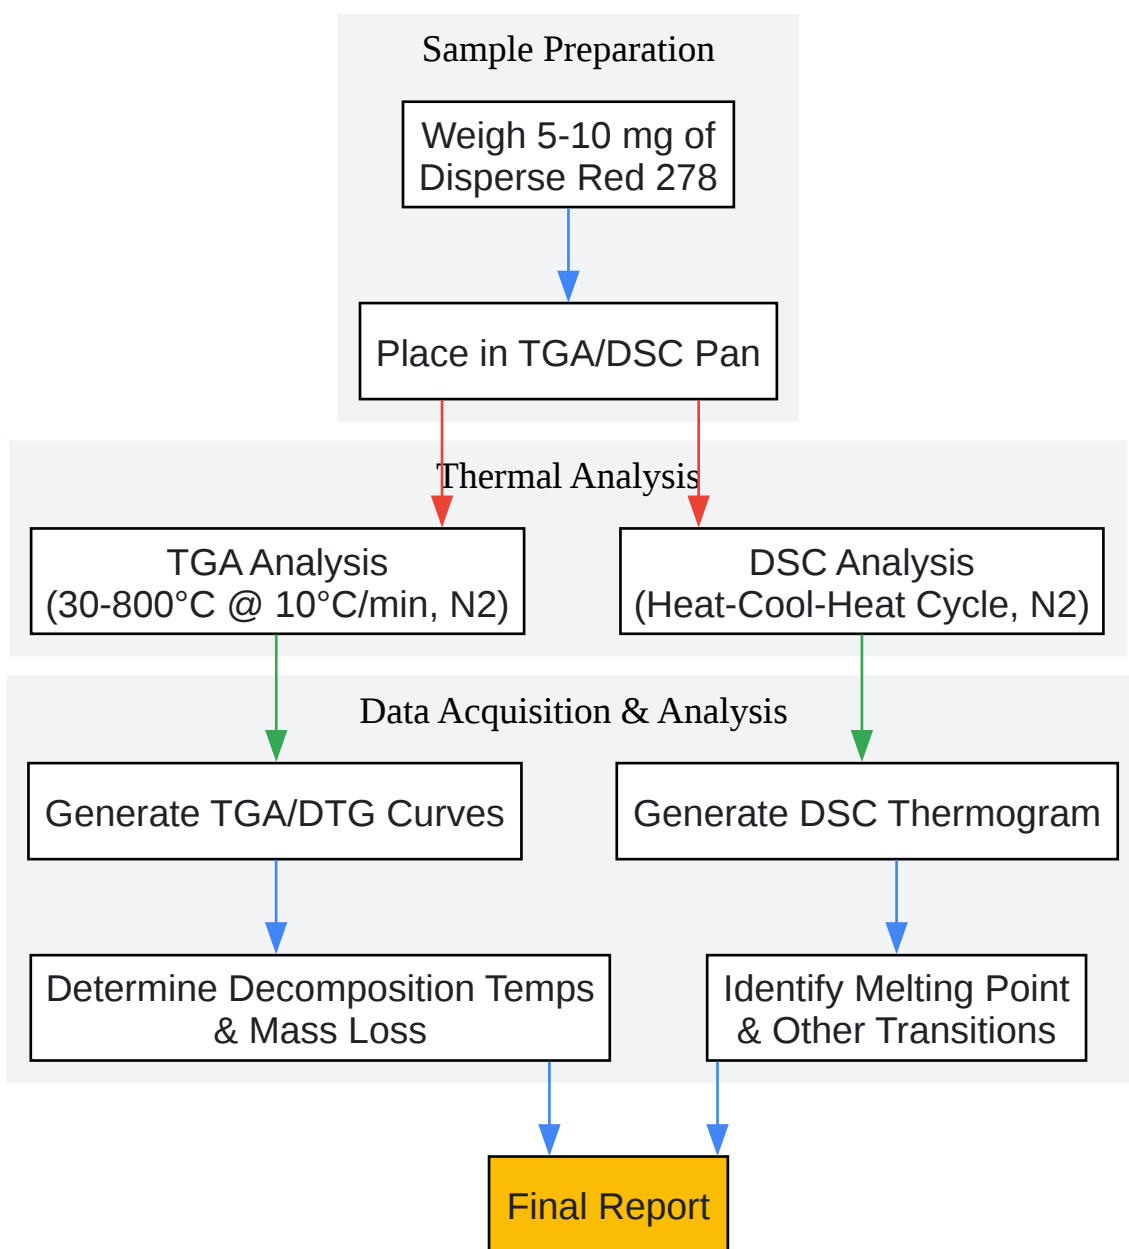 Sample Preparation
Weigh 5-10 mg of
Disperse Red 278
Place in TGA/DSC Pan
Thermal Analysis
TGA Analysis
(30-800°C @ 10°C/min, N2)
DSC Analysis
(Heat-Cool-Heat Cycle, N2)
Data Acquisition & Analysis
Generate TGA/DTG Curves
Generate DSC Thermogram
Determine Decomposition Temps
& Mass Loss
Identify Melting Point
& Other Transitions
Final Report